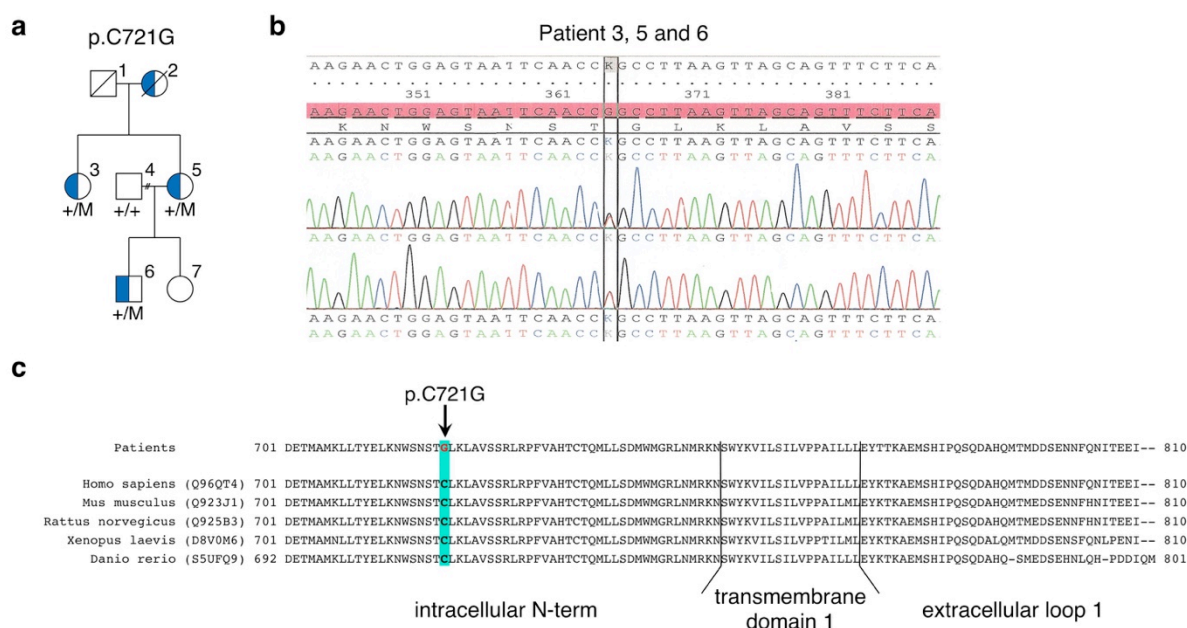 a
p.C721G
1
2
3
4
5
+/M
+/+
+/M
6
7
+/M
b
Patient 3, 5 and 6
AAGAACTGGAGTAATTCAACCKGCCTTAAGTTAGCAGTTTCTTCA
351 361 371 381
AAGAACTGGAGTAATTCAACCGGCCTTAAGTTAGCAGTTTCTTCA
K N W S N S T G L K L A V S S
AAGAACTGGAGTAATTCAACCKGCCTTAAGTTAGCAGTTTCTTCA
AAGAACTGGAGTAATTCAACCKGCCTTAAGTTAGCAGTTTCTTCA
AAGAACTGGAGTAATTCAACCKGCCTTAAGTTAGCAGTTTCTTCA
AAGAACTGGAGTAATTCAACCKGCCTTAAGTTAGCAGTTTCTTCA
AAGAACTGGAGTAATTCAACCKGCCTTAAGTTAGCAGTTTCTTCA
c
p.C721G
Patients 701 DETMAMKLLTYELKNWSNSTGLKLAVSSRLRPFVAHTCTQMLLSDMWMGRLNMRKNSWYKVILSILVPPAILLLEYTTKAEMSHIPQSQDAHQMTMDDSENNFQNITEEI-- 810
Homo sapiens (Q96QT4) 701 DETMAMKLLTYELKNWSNSTCLKLAVSSRLRPFVAHTCTQMLLSDMWMGRLNMRKNSWYKVILSILVPPAILLLEYKTKAEMSHIPQSQDAHQMTMDDSENNFQNITEEI-- 810
Mus musculus (Q923J1) 701 DETMAMKLLTYELKNWSNSTCLKLAVSSRLRPFVAHTCTQMLLSDMWMGRLNMRKNSWYKVILSILVPPAILMLEYKTKAEMSHIPQSQDAHQMTMDDSENNFHNITEEI-- 810
Rattus norvegicus (Q925B3) 701 DETMAMKLLTYELKNWSNSTCLKLAVSSRLRPFVAHTCTQMLLSDMWMGRLNMRKNSWYKVILSILVPPAILMLEYKTKAEMSHIPQSQDAHQMTMEDSENNFHNITEEI-- 810
Xenopus laevis (D8V0M6) 701 DETMAMNLLTYELKNWSNSTCLKLAVSSRLRPFVAHTCTQMLLSDMWMGRLNMRKNSWYKVILSILVPPTILMLEYKTKAEMSHIPQSQDALQMTMDDSENSFQNLPENI-- 810
Danio rerio (S5UFQ9) 692 DETMAMKLLTYELKNWSNSTCLKLAVSSRLRPFVAHTCTQMLLSDMWMGRLNMRKNSWYKVILSILVPPAILLLEYKTKAEMSHIPQSQDAHQ-SMEDSEHNLQH-PDDIQM 801
intracellular N-term
transmembrane
domain 1
extracellular loop 1